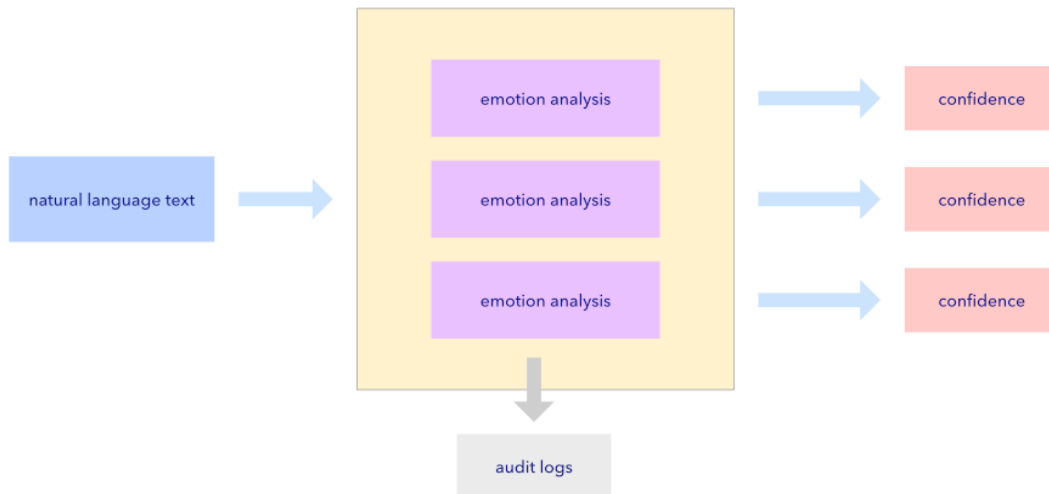 natural language text
emotion analysis
emotion analysis
emotion analysis
confidence
confidence
confidence
audit logs